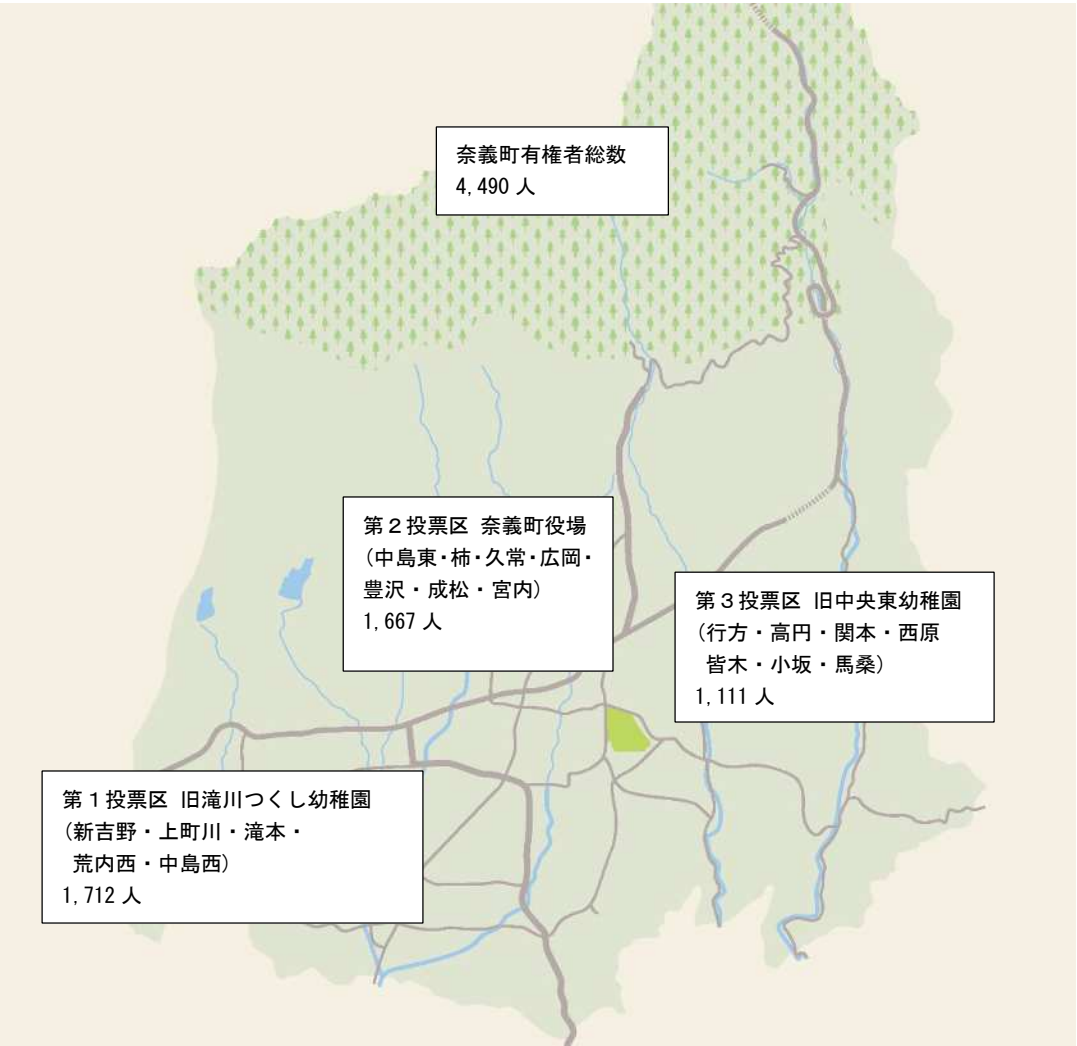 奈義町有権者総数
4,490 人
第２投票区 奈義町役場
（中島東・柿・久常・広岡・
豊沢・成松・宮内）
1,667 人
第３投票区 旧中央東幼稚園
（行方・高円・関本・西原
皆木・小坂・馬桑）
1,111 人
第１投票区 旧滝川つくし幼稚園
（新吉野・上町川・滝本・
荒内西・中島西）
1,712 人